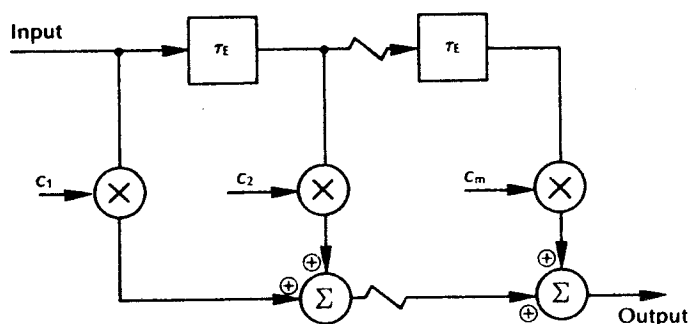 Input
τE
τE
C1
×
C2
×
Cm
×
⊕
⊕
Σ
⊕
⊕
Σ
Output